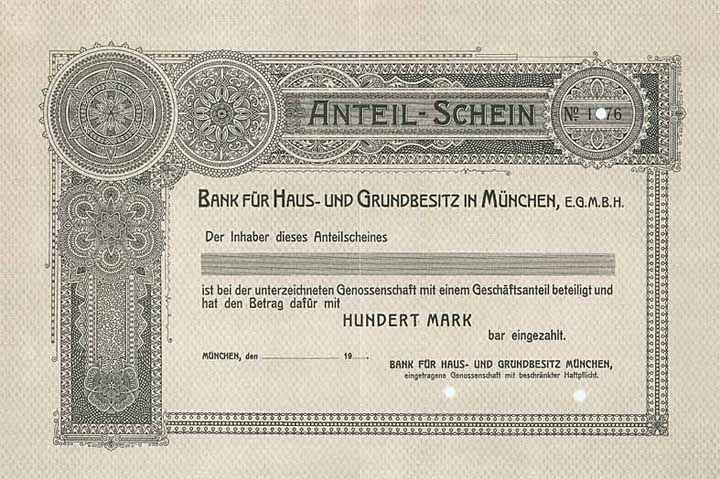 ANTEIL-SCHEIN
BANK FÜR HAUS- UND GRUNDBESITZ IN MÜNCHEN, E.G.M.B.H.
Der Inhaber dieses Anteilscheines
ist bei der unterzeichneten Genossenschaft mit einem Geschäftsanteil beteiligt und
hat den Betrag dafür mit
HUNDERT MARK
bar eingezahlt.
MÜNCHEN, den 19
BANK FÜR HAUS- UND GRUNDBESITZ MÜNCHEN,
eingetragene Genossenschaft mit beschränkter Haftpflicht.